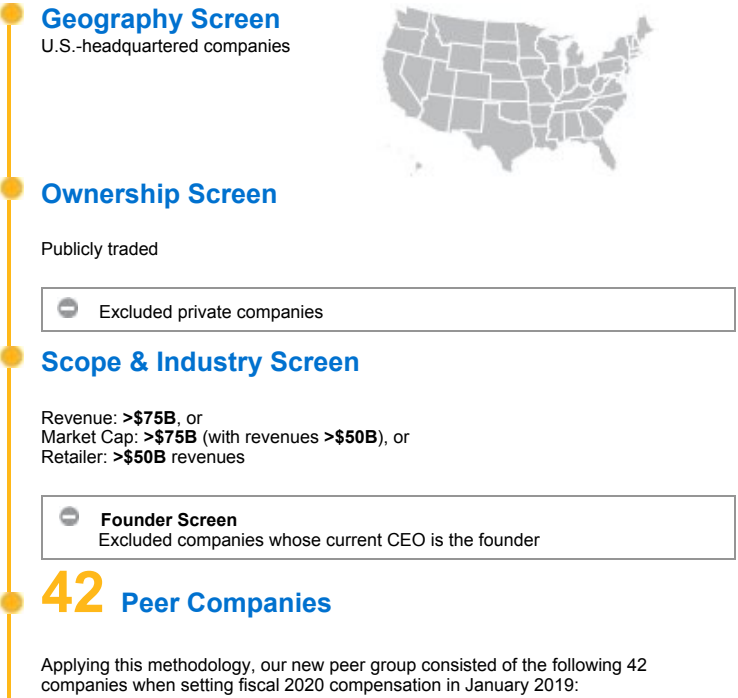 Geography Screen
U.S.-headquartered companies
Ownership Screen
Publicly traded
Excluded private companies
Scope & Industry Screen
Revenue: >$75B, or
Market Cap: >$75B (with revenues >$50B), or
Retailer: >$50B revenues
Founder Screen
Excluded companies whose current CEO is the founder
42 Peer Companies
Applying this methodology, our new peer group consisted of the following 42
companies when setting fiscal 2020 compensation in January 2019: